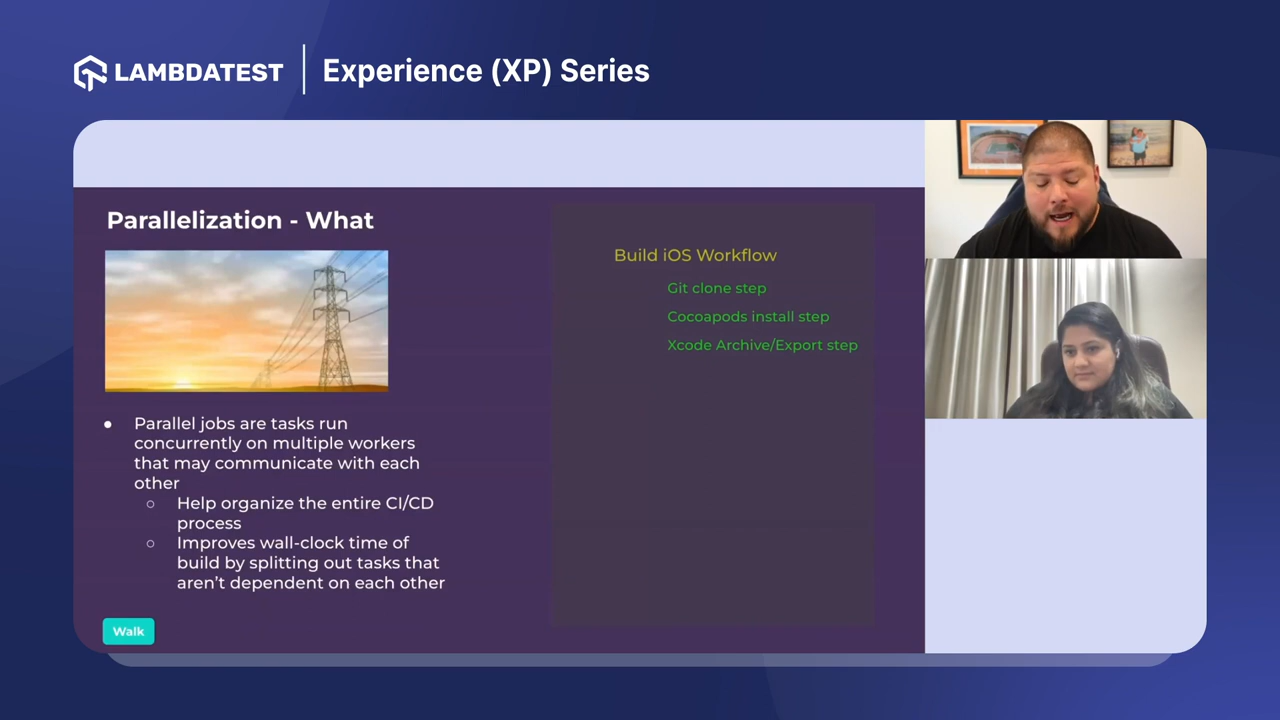 LAMBDATEST
Experience (XP) Series
Parallelization - What
Parallel jobs are tasks run
concurrently on multiple workers
that may communicate with each
other
Help organize the entire CI/CD
process
Improves wall-clock time of
build by splitting out tasks that
aren't dependent on each other
Walk
Build iOS Workflow
Git clone step
Cocoapods install step
Xcode Archive/Export step